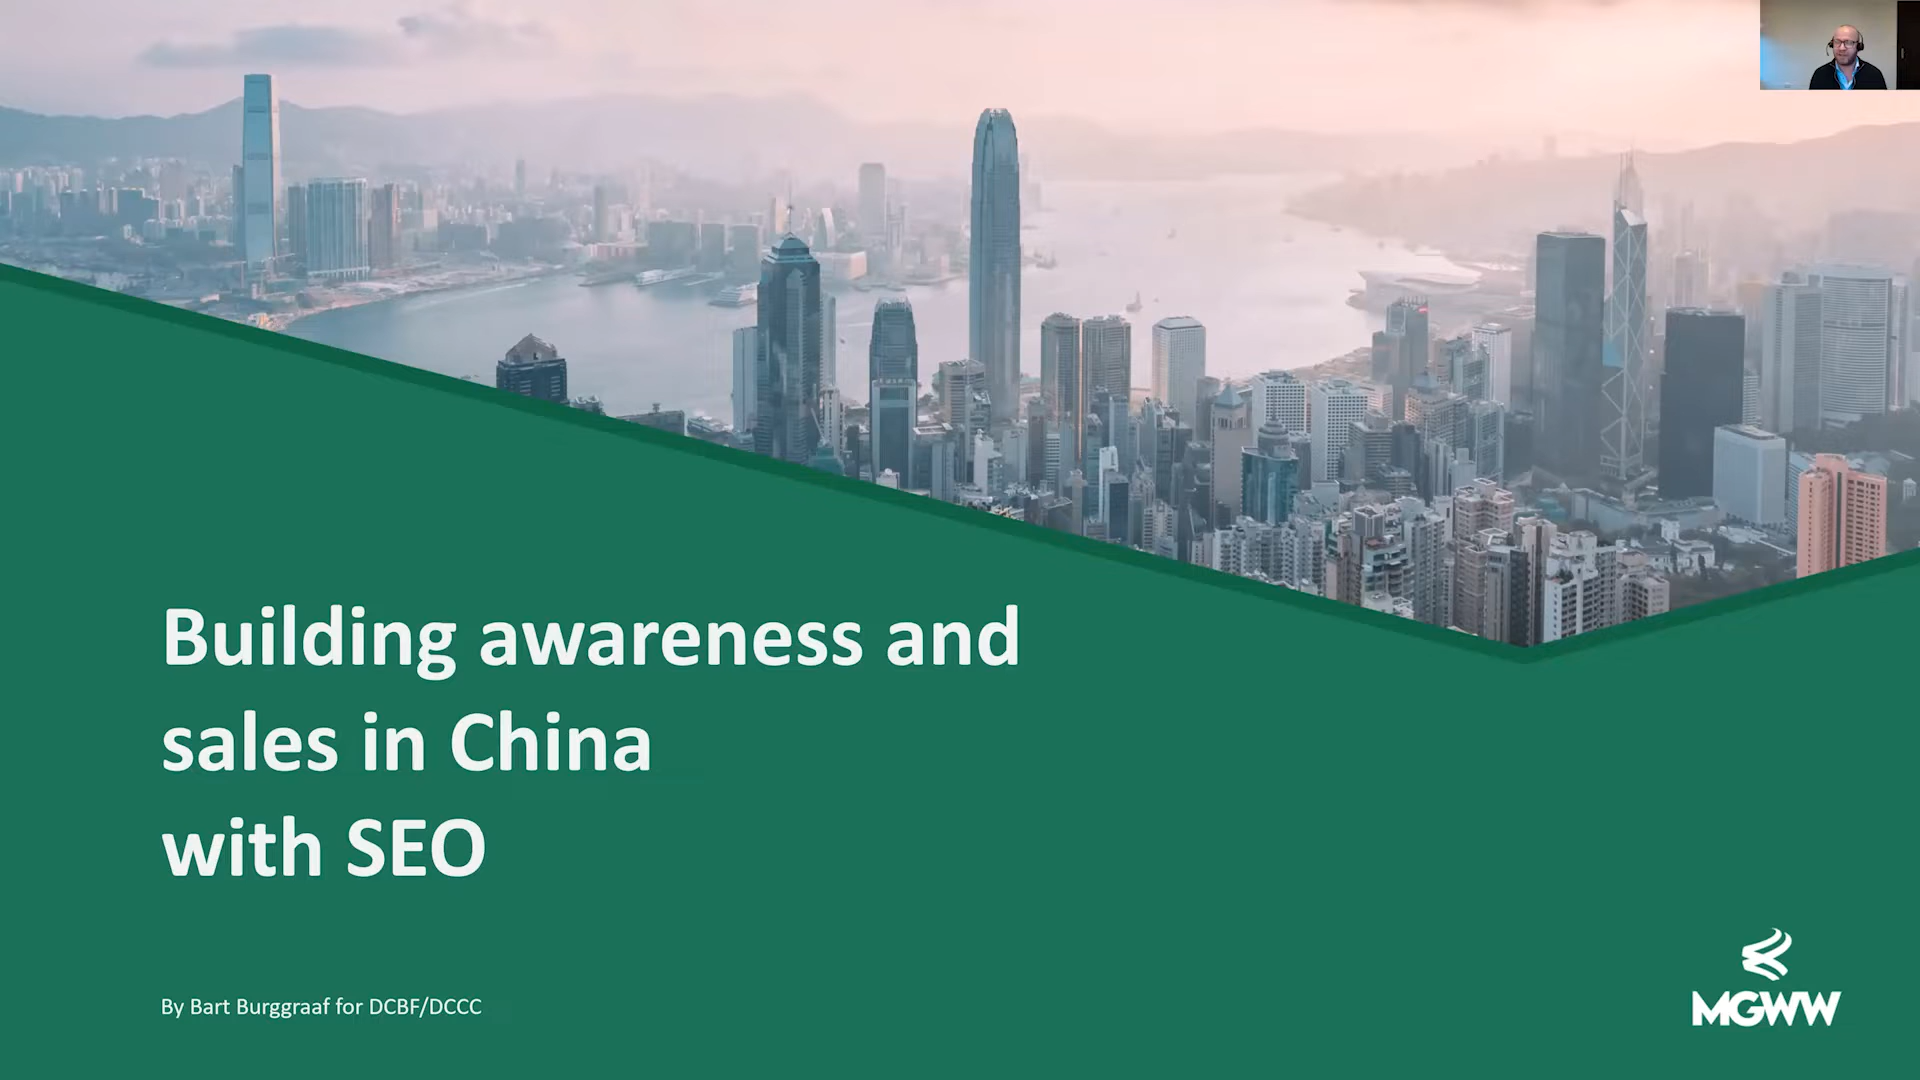 Building awareness and
sales in China
with SEO
By Bart Burggraaf for DCBF/DCCC
MGWW